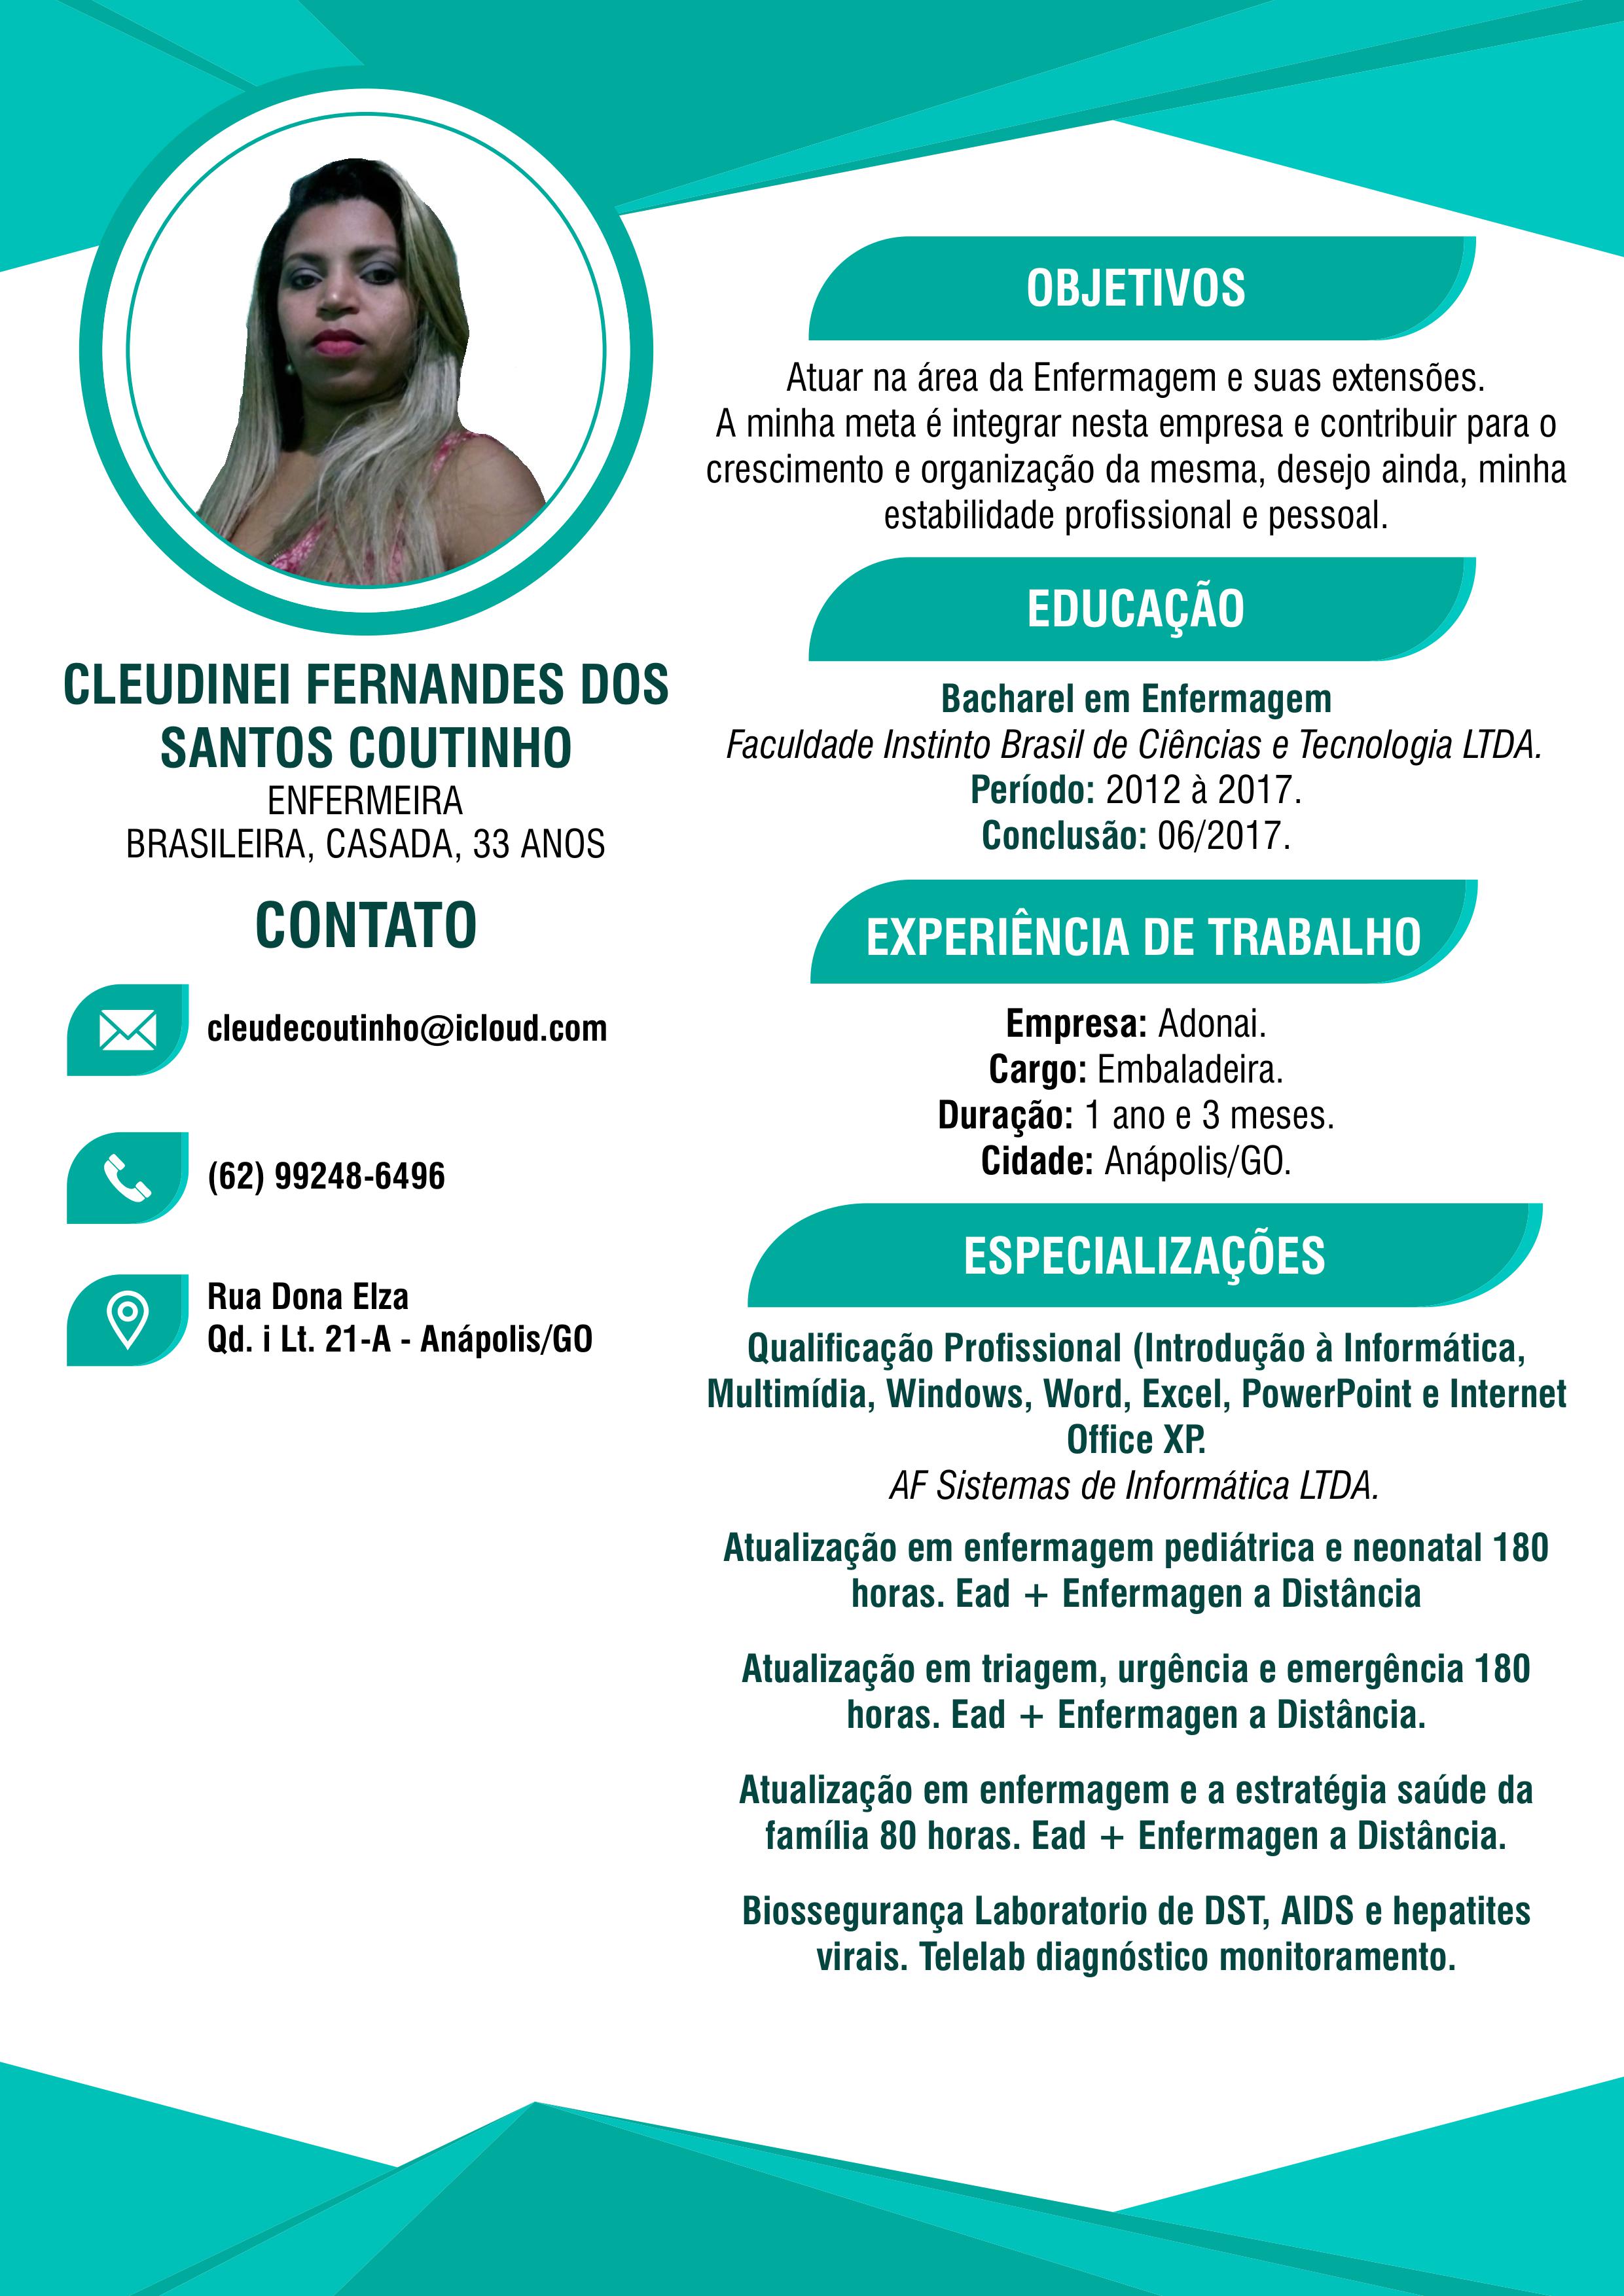 CLEUDINEI FERNANDES DOS
SANTOS COUTINHO
ENFERMEIRA
BRASILEIRA, CASADA, 33 ANOS
CONTATO
cleudecoutinho@icloud.com
(62) 99248-6496
Rua Dona Elza
Qd. i Lt. 21-A - Anápolis/GO
OBJETIVOS
Atuar na área da Enfermagem e suas extensões.
A minha meta é integrar nesta empresa e contribuir para o
crescimento e organização da mesma, desejo ainda, minha
estabilidade profissional e pessoal.
EDUCAÇÃO
Bacharel em Enfermagem
Faculdade Instinto Brasil de Ciências e Tecnologia LTDA.
Período: 2012 à 2017.
Conclusão: 06/2017.
EXPERIÊNCIA DE TRABALHO
Empresa: Adonai.
Cargo: Embaladeira.
Duração: 1 ano e 3 meses.
Cidade: Anápolis/GO.
ESPECIALIZAÇÕES
Qualificação Profissional (Introdução à Informática,
Multimídia, Windows, Word, Excel, PowerPoint e Internet
Office XP.
AF Sistemas de Informática LTDA.
Atualização em enfermagem pediátrica e neonatal 180
horas. Ead + Enfermagen a Distância
Atualização em triagem, urgência e emergência 180
horas. Ead + Enfermagen a Distância.
Atualização em enfermagem e a estratégia saúde da
família 80 horas. Ead + Enfermagen a Distância.
Biossegurança Laboratorio de DST, AIDS e hepatites
virais. Telelab diagnóstico monitoramento.